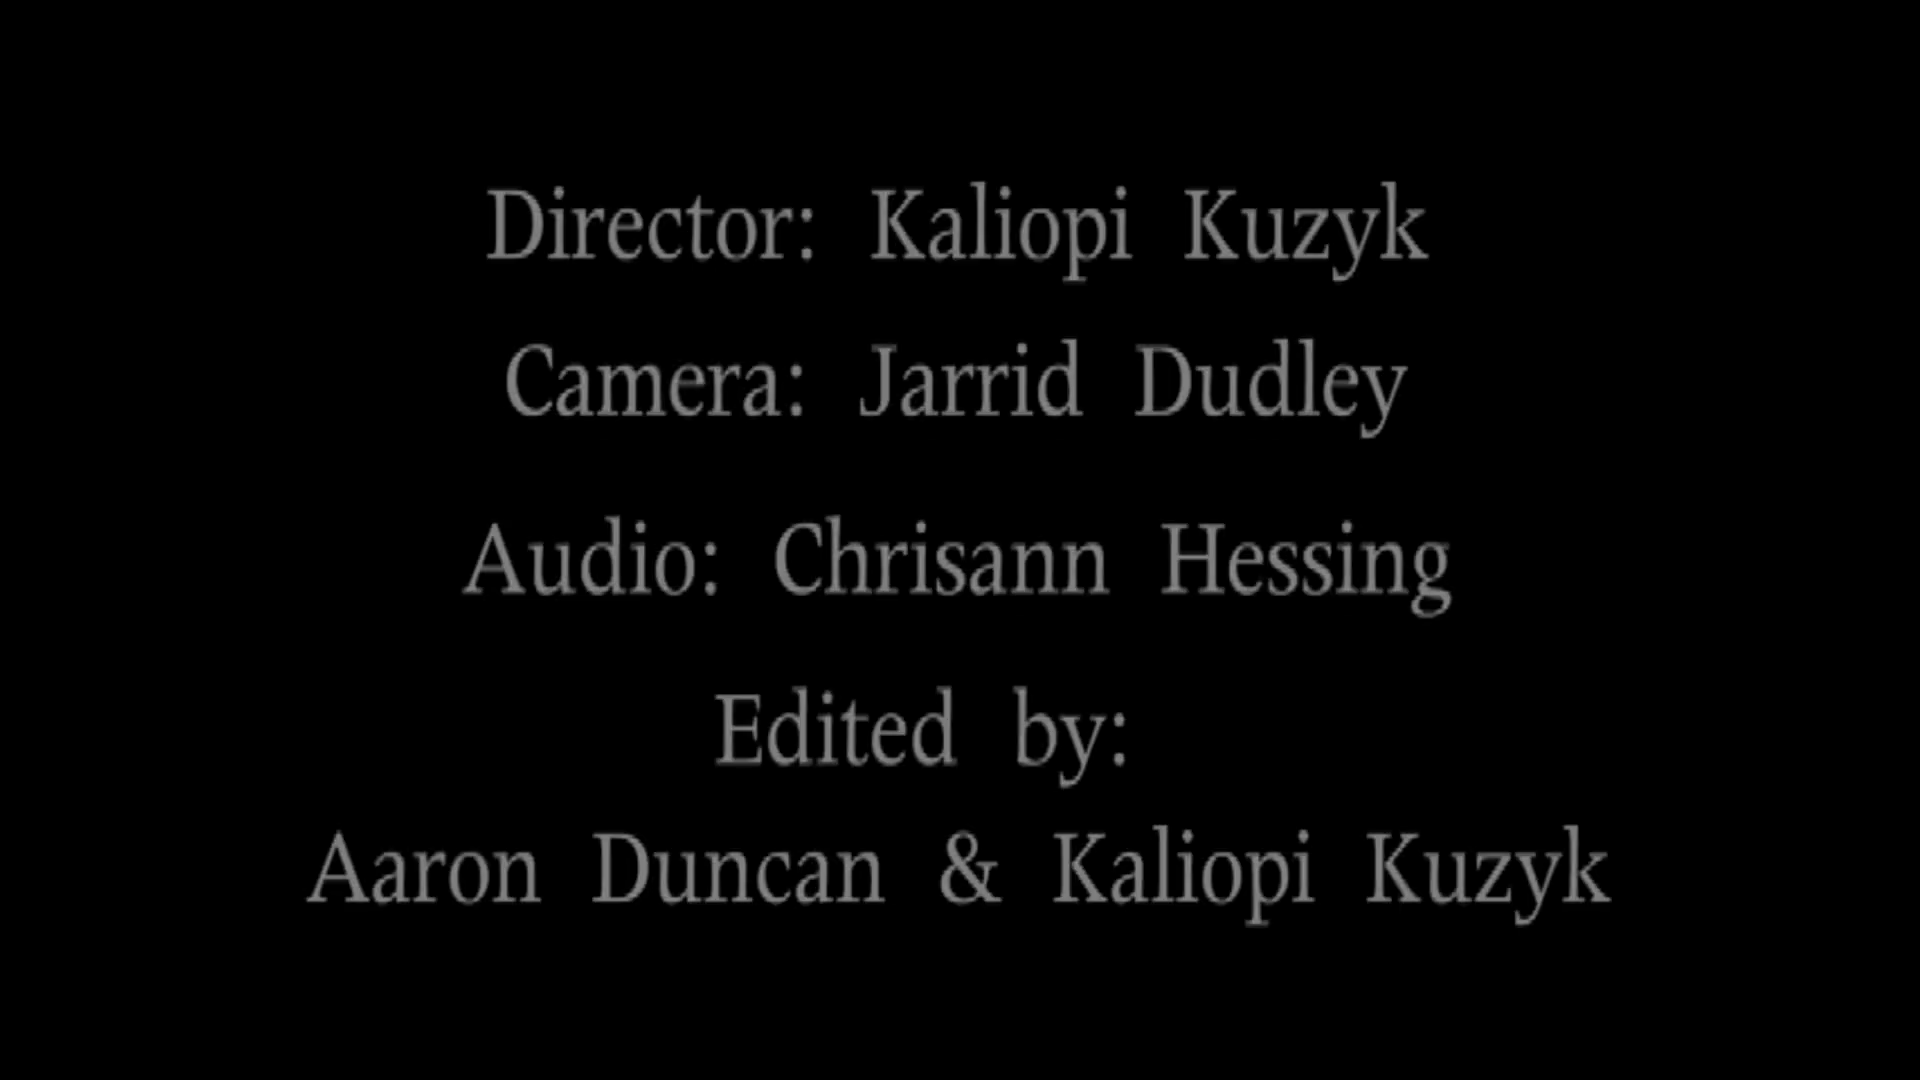 Director: Kaliopi Kuzyk
Camera: Jarrid Dudley
Audio: Chrisann Hessing
Edited by:
Aaron Duncan & Kaliopi Kuzyk